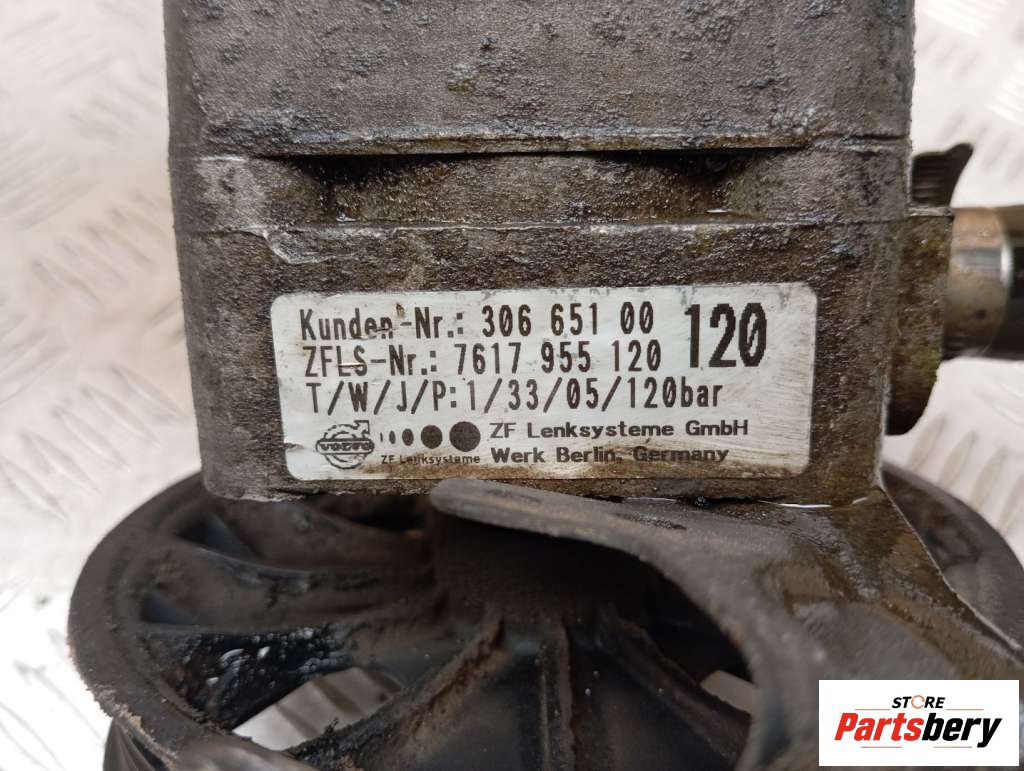 Kunden-Nr.: 306 651 00 120
ZFLS-Nr.: 7617 955 120
T/W/J/P: 1/33/05/120bar
VOLVO
ZF Lenksysteme
ZF Lenksysteme GmbH
Werk Berlin, Germany
STORE
Partsbery